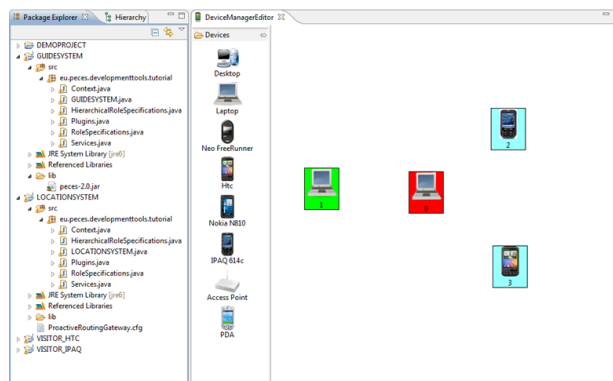 Package Explorer
Hierarchy
DEMOPROJECT
GUIDESYSTEM
src
eu.peces.developmenttools.tutorial
Context.java
GUIDESYSTEM.java
HierarchicalRoleSpecifications.java
Plugins.java
RoleSpecifications.java
Services.java
JRE System Library [jre6]
Referenced Libraries
lib
peces-2.0.jar
LOCATIONSYSTEM
src
eu.peces.developmenttools.tutorial
Context.java
HierarchicalRoleSpecifications.java
LOCATIONSYSTEM.java
Plugins.java
RoleSpecifications.java
Services.java
JRE System Library [jre6]
Referenced Libraries
lib
ProactiveRoutingGateway.cfg
VISITOR_HTC
VISITOR_IPAQ
DeviceManagerEditor
Devices
Desktop
Laptop
Neo FreeRunner
Htc
Nokia N810
IPAQ 614c
Access Point
PDA
2
1
0
3